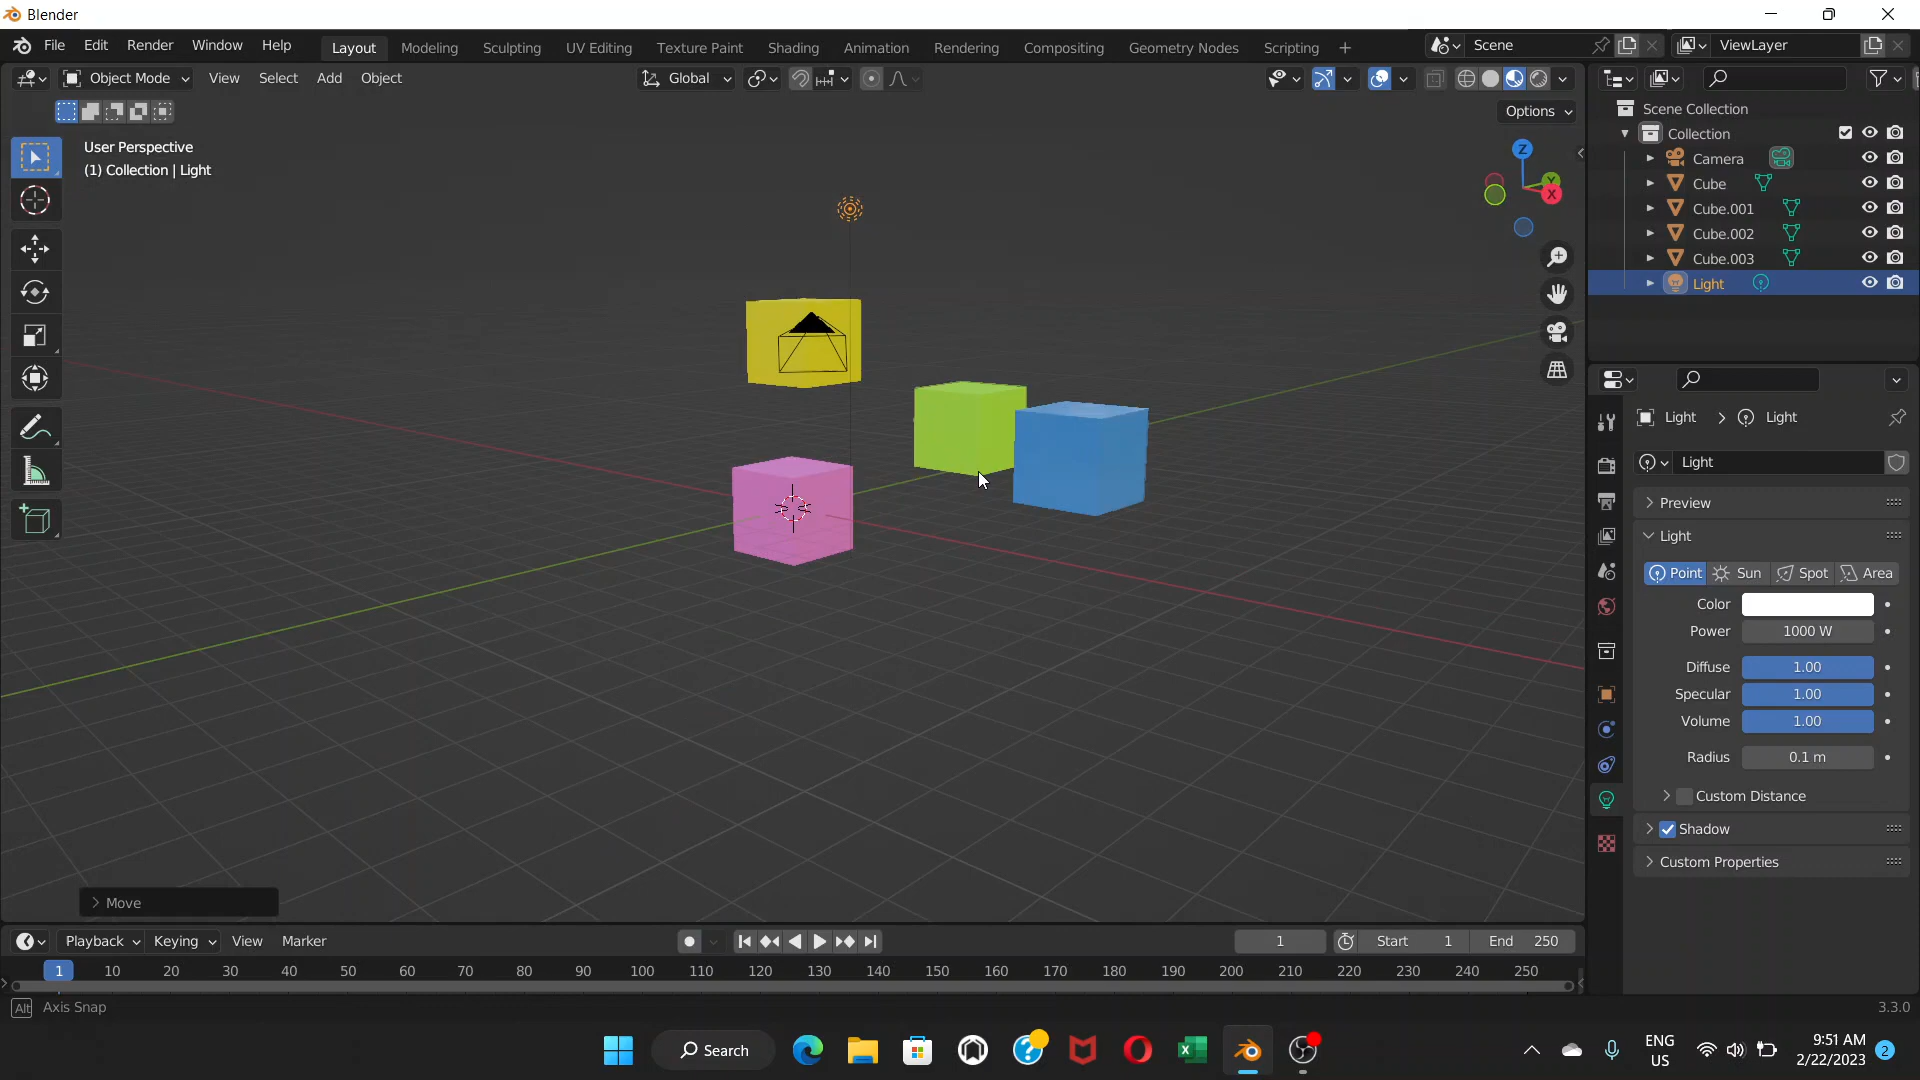 Blender
File Edit Render Window Help Layout Modeling Sculpting UV Editing Texture Paint Shading Animation Rendering Compositing Geometry Nodes Scripting + Scene ViewLayer
Object Mode View Select Add Object Global
Options
User Perspective
(1) Collection | Light
Z
Y
X
Scene Collection
Collection
Camera
Cube
Cube.001
Cube.002
Cube.003
Light
Light > Light
Light
Preview
Light
Point Sun Spot Area
Color
Power 1000 W
Diffuse 1.00
Specular 1.00
Volume 1.00
Radius 0.1 m
Custom Distance
Shadow
Custom Properties
> Move
Playback Keying View Marker 1 Start 1 End 250
1 10 20 30 40 50 60 70 80 90 100 110 120 130 140 150 160 170 180 190 200 210 220 230 240 250
Alt Axis Snap 3.3.0
Search ENG US 9:51 AM 2/22/2023 2